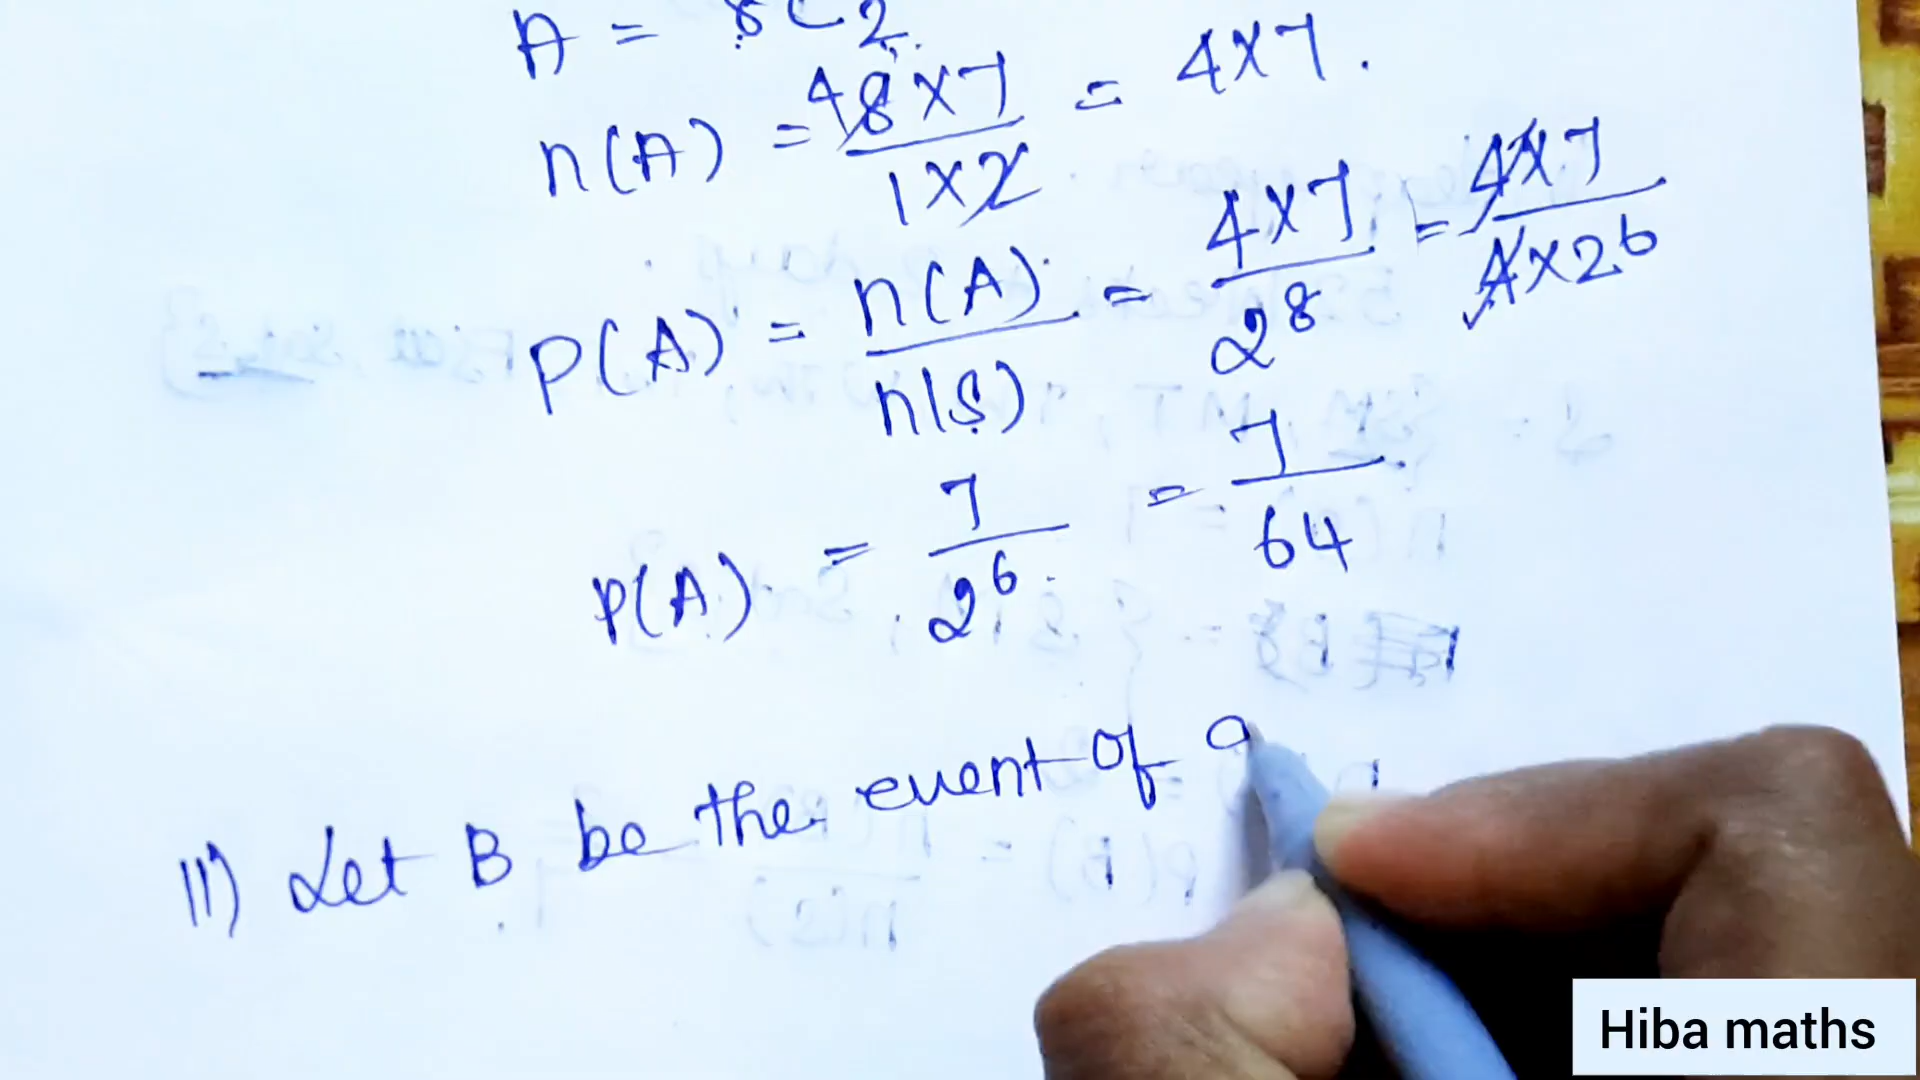 A = 8C2
n(A) = 48×7 / 1×2 = 4×7.
P(A) = n(A) / n(S) = 4×7 / 2^8 = 4×7 / 4×2^6
P(A) = 7 / 2^6 = 7 / 64
II) Let B be the event of
Hiba maths